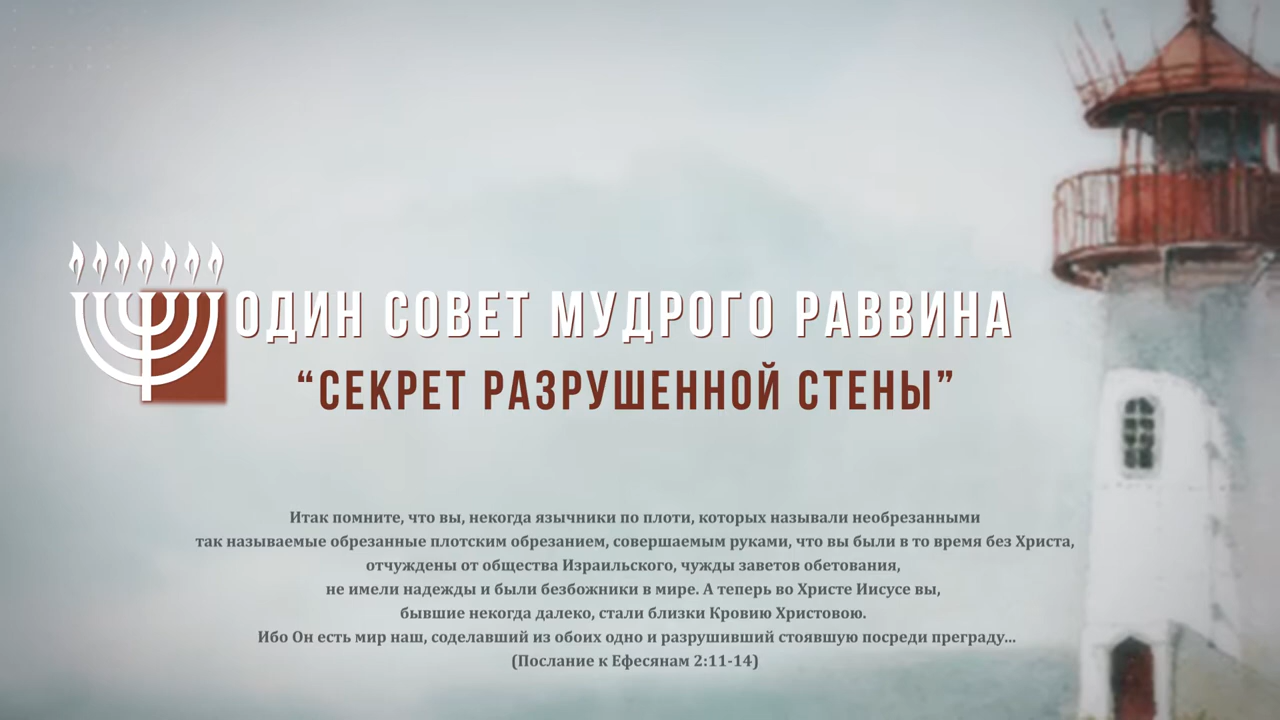 ОДИН СОВЕТ МУДРОГО РАВВИНА
“СЕКРЕТ РАЗРУШЕННОЙ СТЕНЫ”
Итак помните, что вы, некогда язычники по плоти, которых называли необрезанными
так называемые обрезанные плотским обрезанием, совершаемым руками, что вы были в то время без Христа,
отчуждены от общества Израильского, чужды заветов обетования,
не имели надежды и были безбожники в мире. А теперь во Христе Иисусе вы,
бывшие некогда далеко, стали близки Кровию Христовою.
Ибо Он есть мир наш, соделавший из обоих одно и разрушивший стоявшую посреди преграду...
(Послание к Ефесянам 2:11-14)